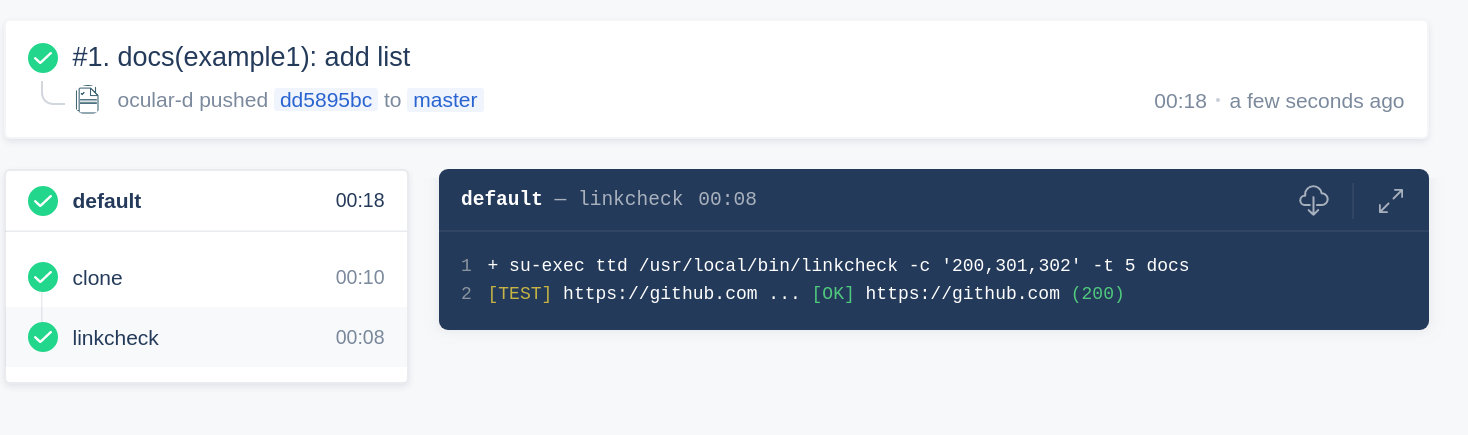 #1. docs(example1): add list
ocular-d pushed dd5895bc to master
00:18 • a few seconds ago
default 00:18
clone 00:10
linkcheck 00:08
default — linkcheck 00:08
1 + su-exec ttd /usr/local/bin/linkcheck -c '200,301,302' -t 5 docs
2 [TEST] https://github.com ... [OK] https://github.com (200)